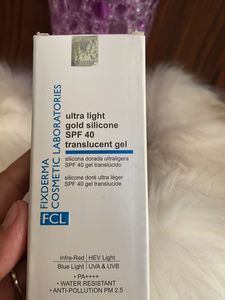 FIXDERMA
COSMETIC LABORATORIES
FCL
ultra light
gold silicone
SPF 40
translucent gel
silicona dorada ultraligera
SPF 40 gel translúcido
silicone doré ultra léger
SPF 40 gel translucide
Infra-Red HEV Light
Blue Light UVA & UVB
• PA++++
• WATER RESISTANT
• ANTI-POLLUTION PM 2.5